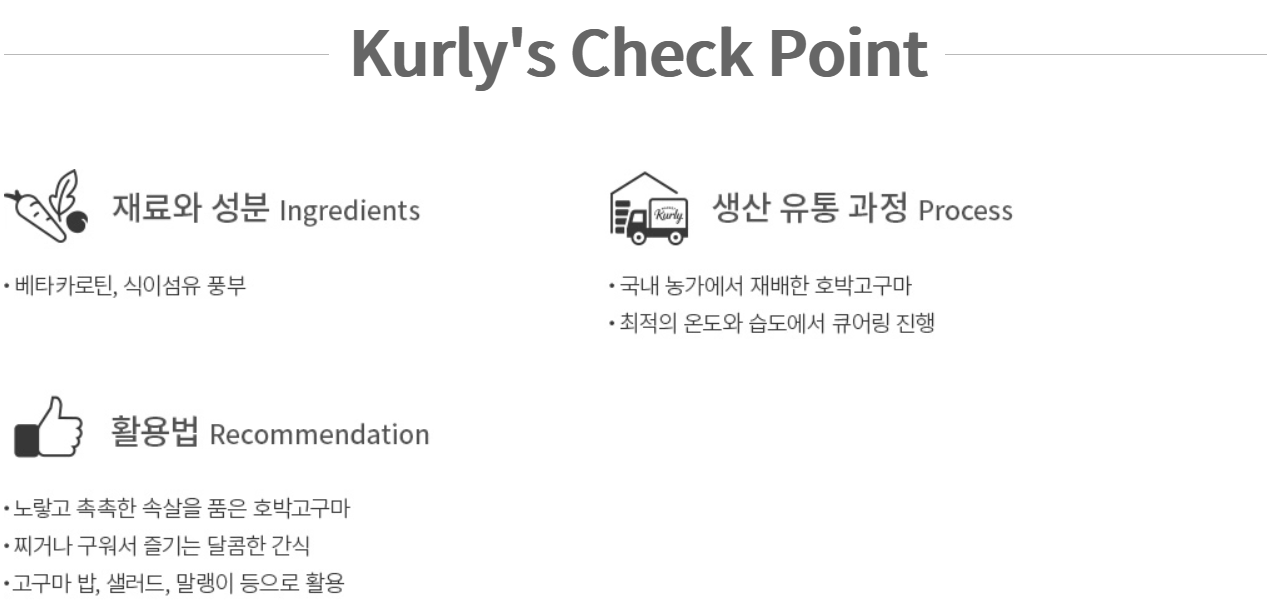 Kurly's Check Point
재료와 성분 Ingredients
• 베타카로틴, 식이섬유 풍부
Kurly
생산 유통 과정 Process
• 국내 농가에서 재배한 호박고구마
• 최적의 온도와 습도에서 큐어링 진행
활용법 Recommendation
• 노랗고 촉촉한 속살을 품은 호박고구마
• 찌거나 구워서 즐기는 달콤한 간식
• 고구마 밥, 샐러드, 말랭이 등으로 활용